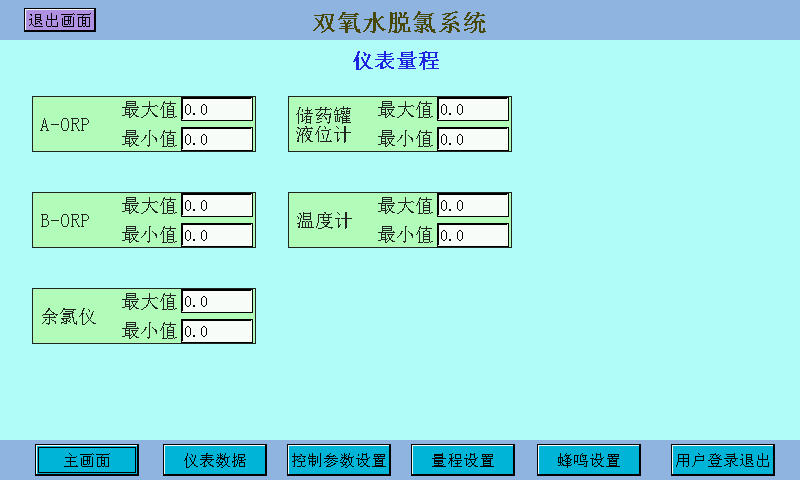 退出画面
双氧水脱氯系统
仪表量程
A-ORP
最大值 0.0
最小值 0.0
储药罐
液位计
最大值 0.0
最小值 0.0
B-ORP
最大值 0.0
最小值 0.0
温度计
最大值 0.0
最小值 0.0
余氯仪
最大值 0.0
最小值 0.0
主画面
仪表数据
控制参数设置
量程设置
蜂鸣设置
用户登录退出